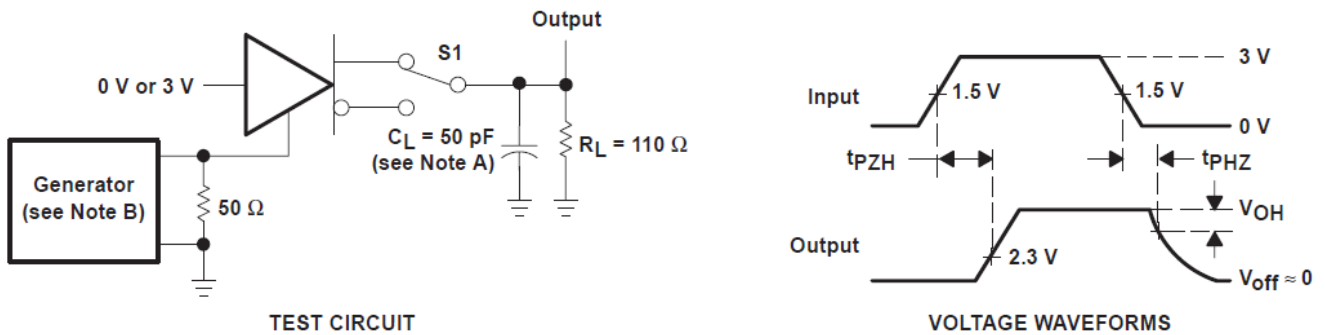 Output
S1
0 V or 3 V
CL = 50 pF
(see Note A)
RL = 110 Ω
Generator
(see Note B)
50 Ω
TEST CIRCUIT
3 V
Input
1.5 V
1.5 V
0 V
tPZH
tPHZ
VOH
Output
2.3 V
Voff ≈ 0
VOLTAGE WAVEFORMS